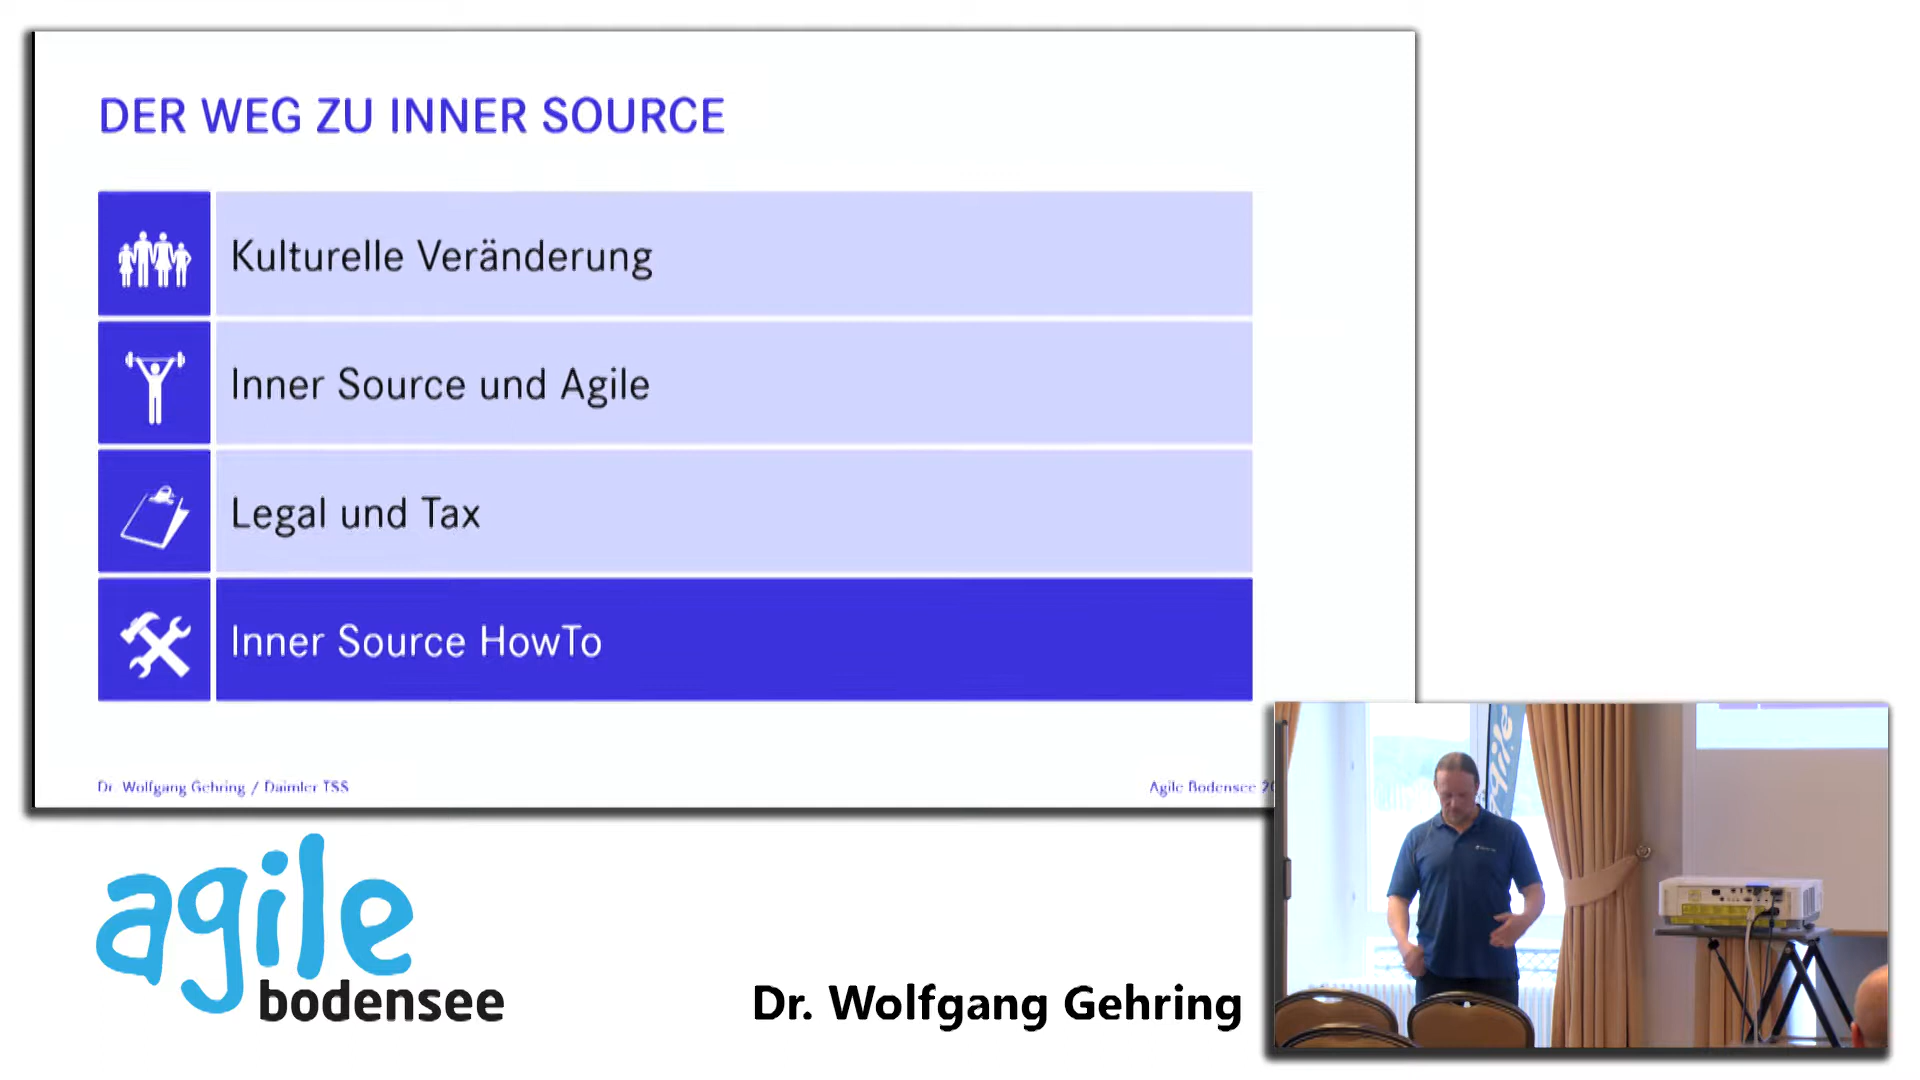 DER WEG ZU INNER SOURCE
Kulturelle Veränderung
Inner Source und Agile
Legal und Tax
Inner Source HowTo
Dr. Wolfgang Gehring / Daimler TSS
Agile Bodensee
agile
bodensee
Dr. Wolfgang Gehring
agile